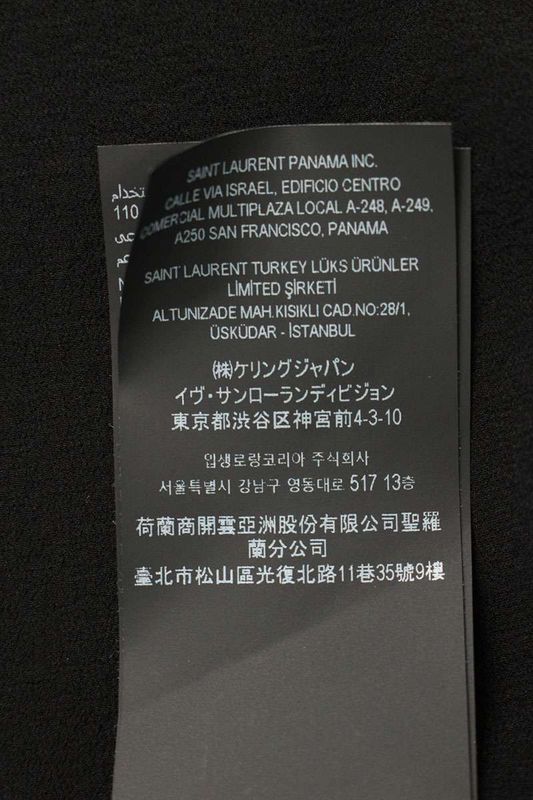 SAINT LAURENT PANAMA INC.
CALLE VIA ISRAEL, EDIFICIO CENTRO
COMERCIAL MULTIPLAZA LOCAL A-248, A-249,
A250 SAN FRANCISCO, PANAMA
SAINT LAURENT TURKEY LÜKS ÜRÜNLER
LİMİTED ŞİRKETİ
ALTUNIZADE MAH.KISIKLI CAD.NO:28/1,
ÜSKÜDAR - İSTANBUL
㈱ケリングジャパン
イヴ・サンローランディビジョン
東京都渋谷区神宮前4-3-10
입생로랑코리아 주식회사
서울특별시 강남구 영동대로 517 13층
荷蘭商開雲亞洲股份有限公司聖羅
蘭分公司
臺北市松山區光復北路11巷35號9樓
110